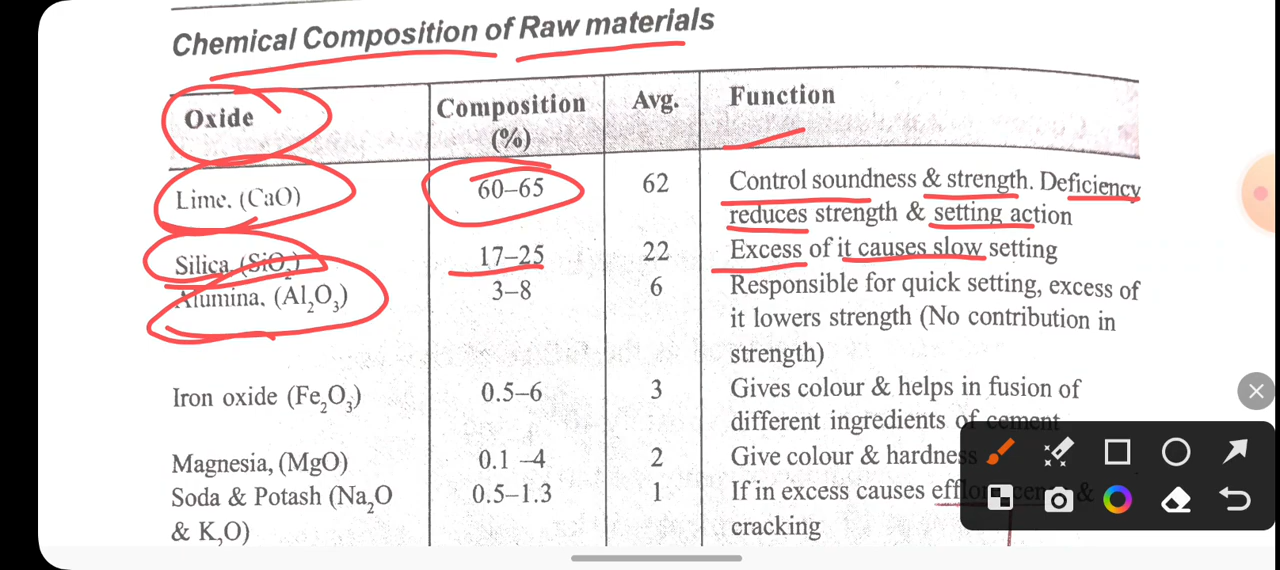 Chemical Composition of Raw materials
Oxide Composition (%) Avg. Function
Lime. (CaO) 60–65 62 Control soundness & strength. Deficiency
reduces strength & setting action
Silica. (SiO₂) 17–25 22 Excess of it causes slow setting
Alumina. (Al₂O₃) 3–8 6 Responsible for quick setting, excess of
it lowers strength (No contribution in
strength)
Iron oxide (Fe₂O₃) 0.5–6 3 Gives colour & helps in fusion of
different ingredients of cement
Magnesia, (MgO) 0.1 –4 2 Give colour & hardness
Soda & Potash (Na₂O 0.5–1.3 1 If in excess causes &
& K₂O) cracking